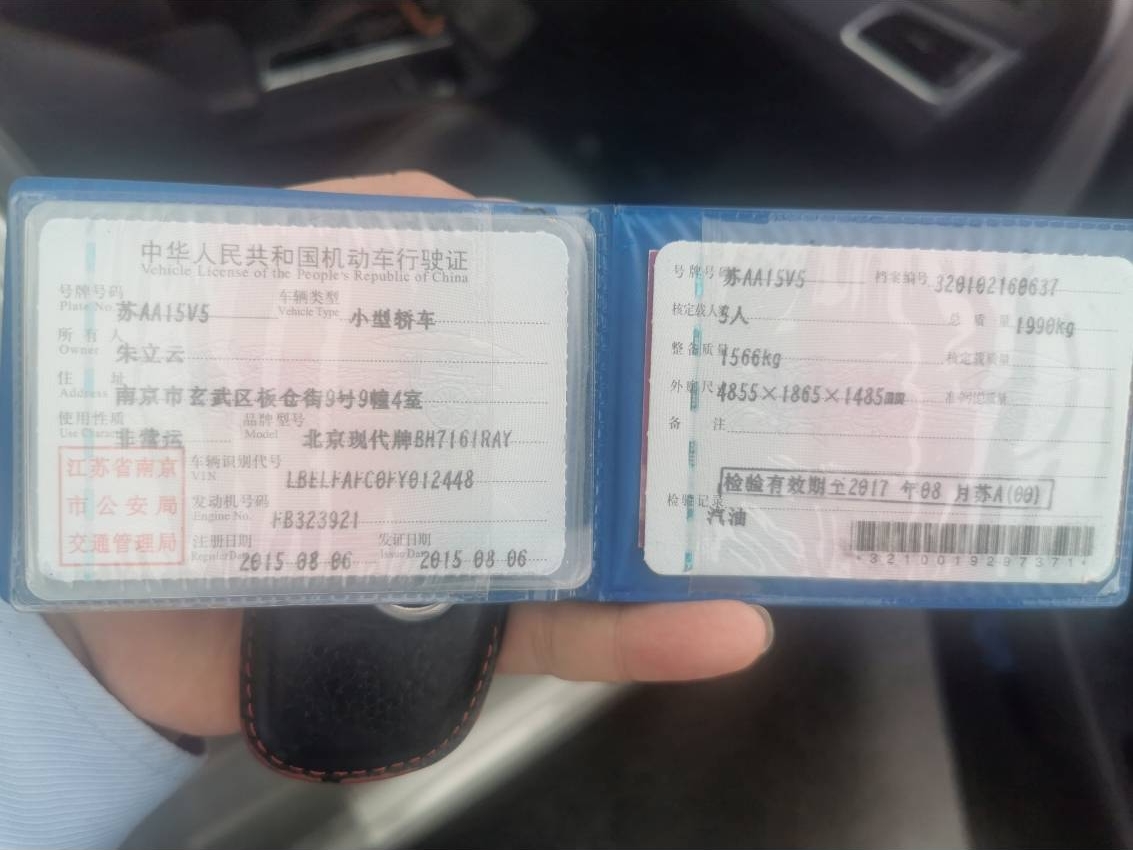 中华人民共和国机动车行驶证
Vehicle License of the People's Republic of China
号牌号码 苏AA15V5 车辆类型 小型轿车
Plate No. Vehicle Type
所有人 朱立云
Owner
住址 南京市玄武区板仓街9号9幢4室
Address
使用性质 非营运 品牌型号 北京现代牌BH7161RAY
Use Character Model
江苏省南京
市公安局
交通管理局
车辆识别代号 LBELFAFC0FY012448
VIN
发动机号码 FB323921
Engine No.
注册日期 2015-08-06 发证日期 2015-08-06
Register Date Issue Date
号牌号码 苏AA15V5 档案编号 320102160637
核定载人数 5人 总质量 1990kg
整备质量 1566kg 核定载质量
外廓尺寸 4855×1865×1485mm 准牵引总质量
备注
检验有效期至2017年08月苏A(00)
检验记录
汽油
*3210019297371*